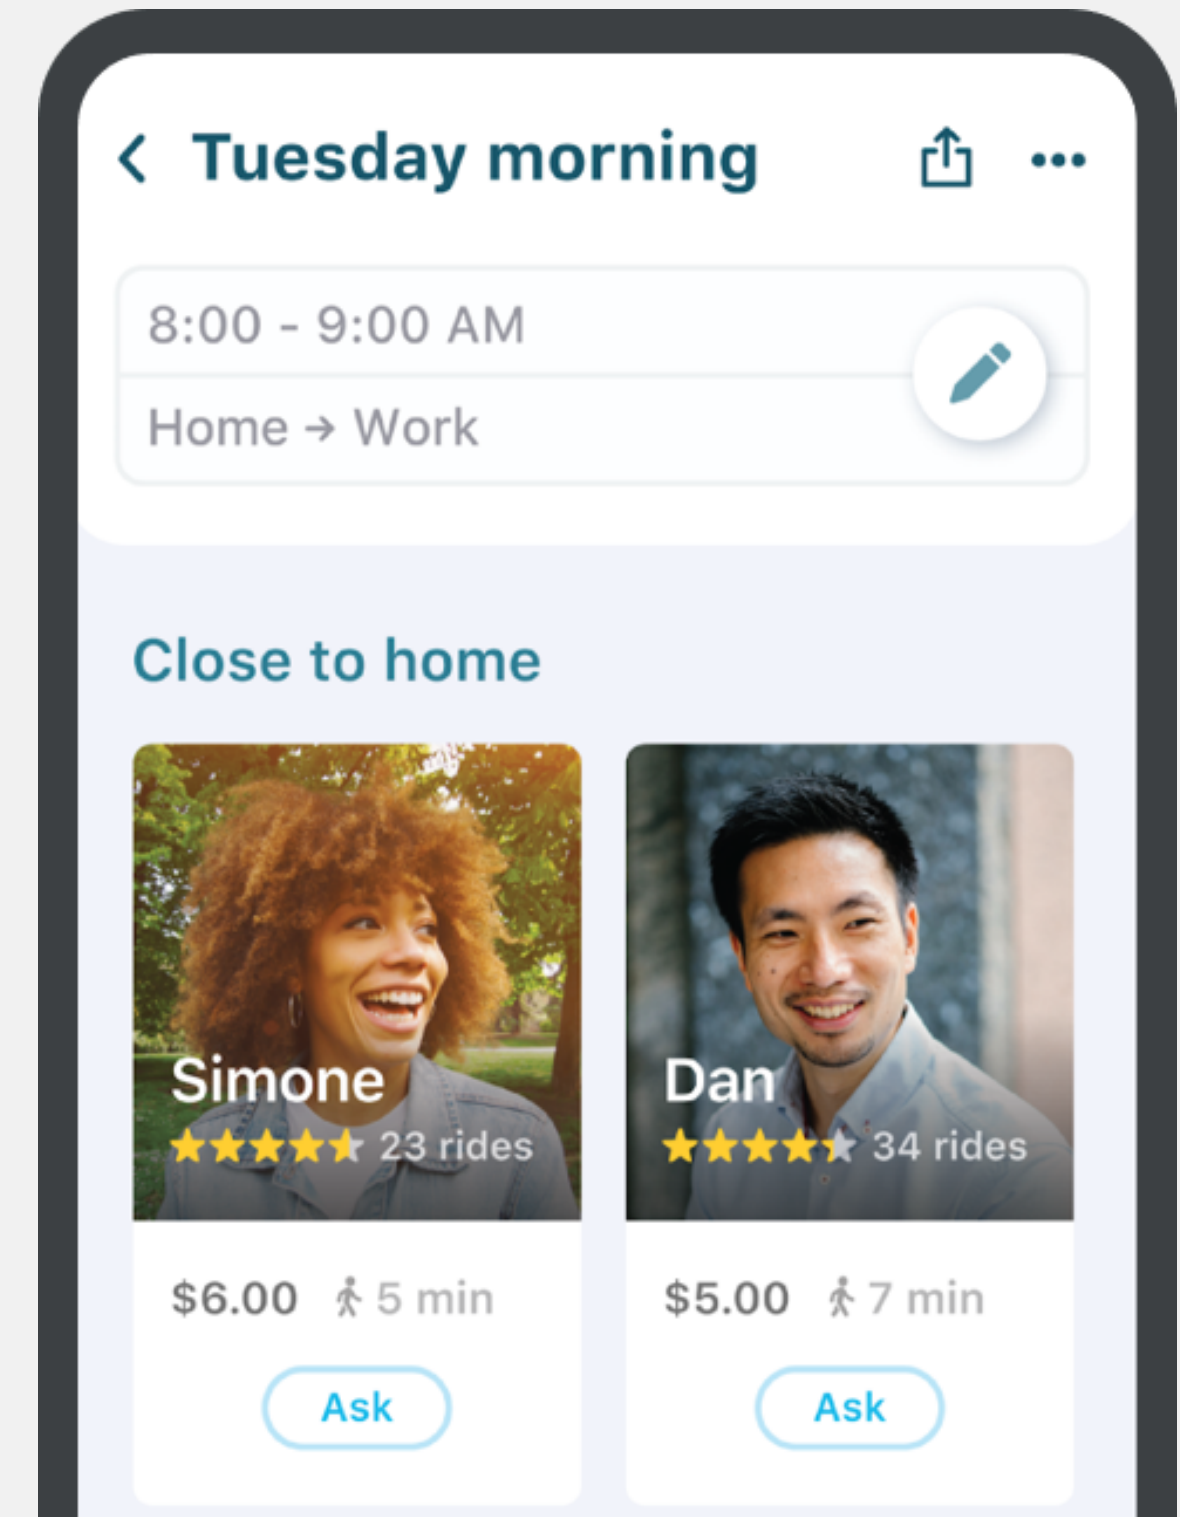 Tuesday morning
8:00 - 9:00 AM
Home → Work
Close to home
Simone
23 rides
$6.00 5 min
Ask
Dan
34 rides
$5.00 7 min
Ask